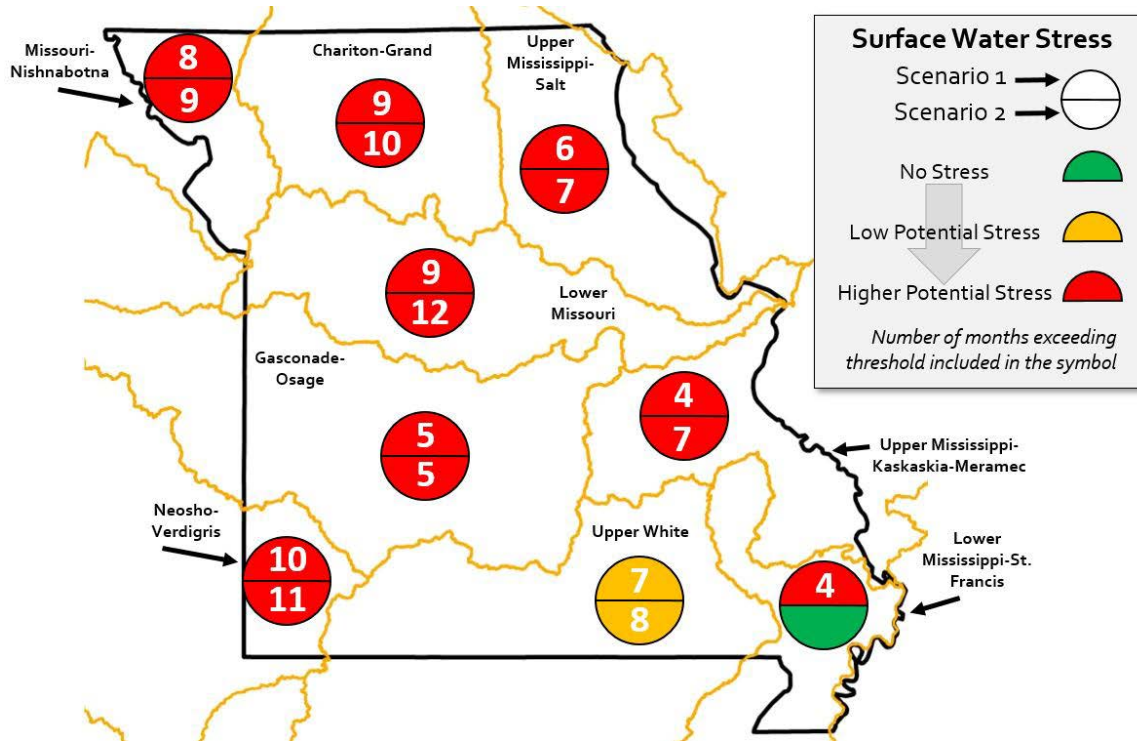 Missouri-
Nishnabotna
8
9
Chariton-Grand
9
10
Upper
Mississippi-
Salt
6
7
9
12
Lower
Missouri
Gasconade-
Osage
5
5
4
7
Upper Mississippi-
Kaskaskia-Meramec
Neosho-
Verdigris
10
11
Upper White
7
8
4
Lower
Mississippi-St.
Francis
Surface Water Stress
Scenario 1
Scenario 2
No Stress
Low Potential Stress
Higher Potential Stress
Number of months exceeding
threshold included in the symbol